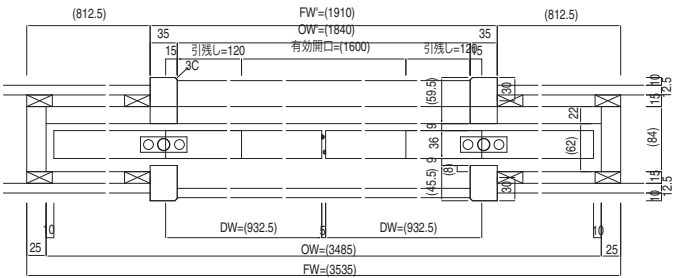 (812.5)
FW'=(1910)
(812.5)
35
OW'=(1840)
35
15
引残し=120
有効開口=(1600)
引残し=120
15
3C
(59.5)
30
10
12.5
15
22
9
36
(62)
(84)
9
(8)
(45.5)
30
15
10
12.5
10
DW=(932.5)
5
DW=(932.5)
10
25
OW=(3485)
25
FW=(3535)